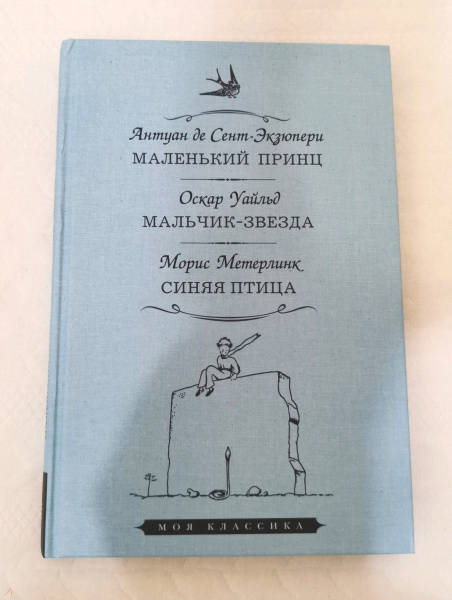 Антуан де Сент-Экзюпери
МАЛЕНЬКИЙ ПРИНЦ
Оскар Уайльд
МАЛЬЧИК-ЗВЕЗДА
Морис Метерлинк
СИНЯЯ ПТИЦА
МОЯ КЛАССИКА